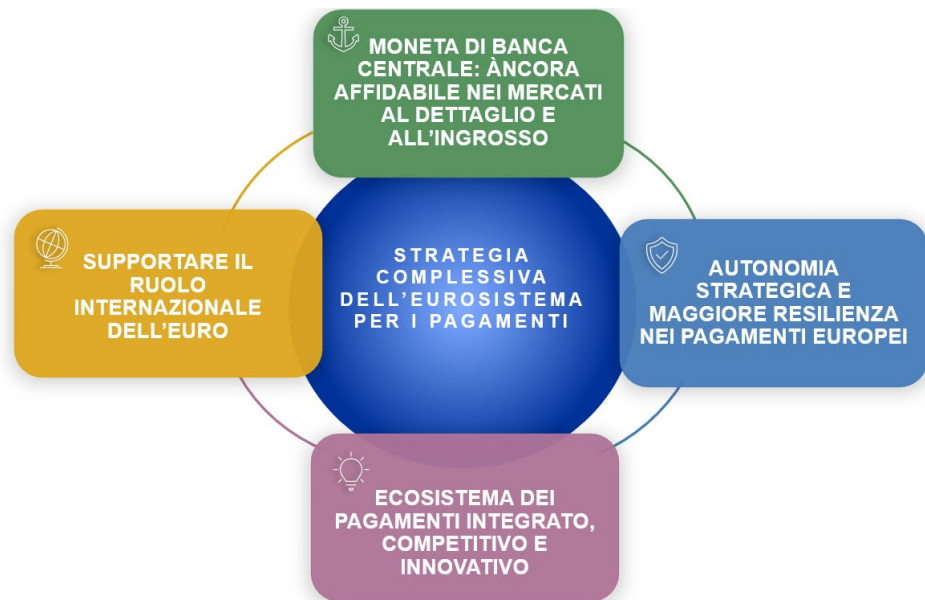 MONETA DI BANCA
CENTRALE: ÀNCORA
AFFIDABILE NEI MERCATI
AL DETTAGLIO E
ALL'INGROSSO
SUPPORTARE IL
RUOLO
INTERNAZIONALE
DELL'EURO
STRATEGIA
COMPLESSIVA
DELL'EUROSISTEMA
PER I PAGAMENTI
AUTONOMIA
STRATEGICA E
MAGGIORE RESILIENZA
NEI PAGAMENTI EUROPEI
ECOSISTEMA DEI
PAGAMENTI INTEGRATO,
COMPETITIVO E
INNOVATIVO